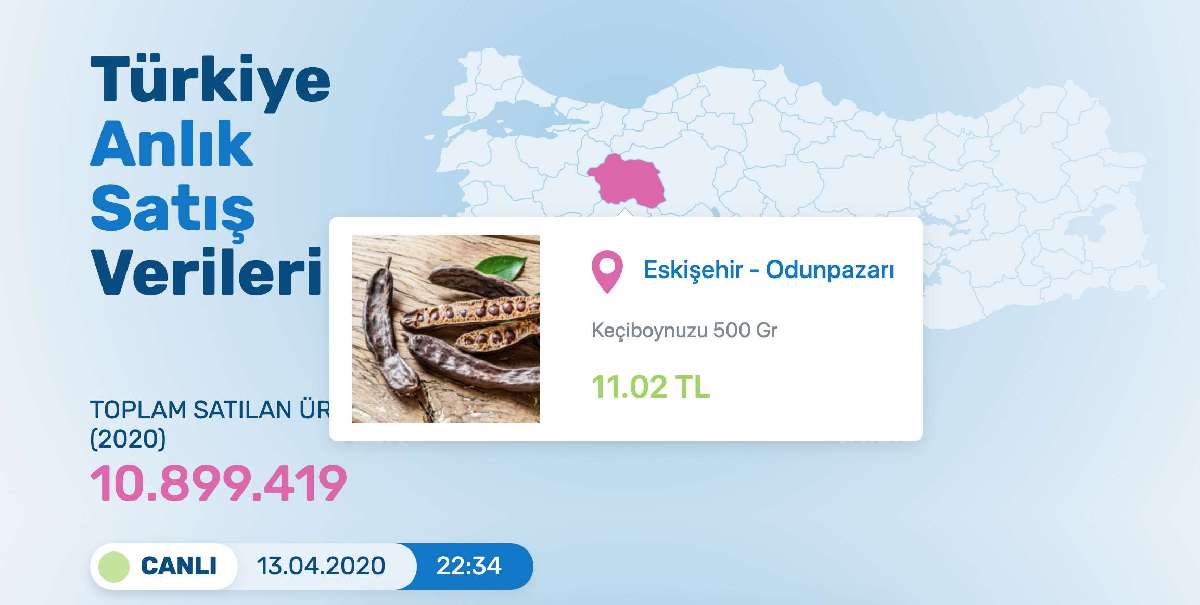 Türkiye
Anlık
Satış
Verileri
Eskişehir - Odunpazarı
Keçiboynuzu 500 Gr
11.02 TL
TOPLAM SATILAN
(2020)
10.899.419
CANLI 13.04.2020 22:34